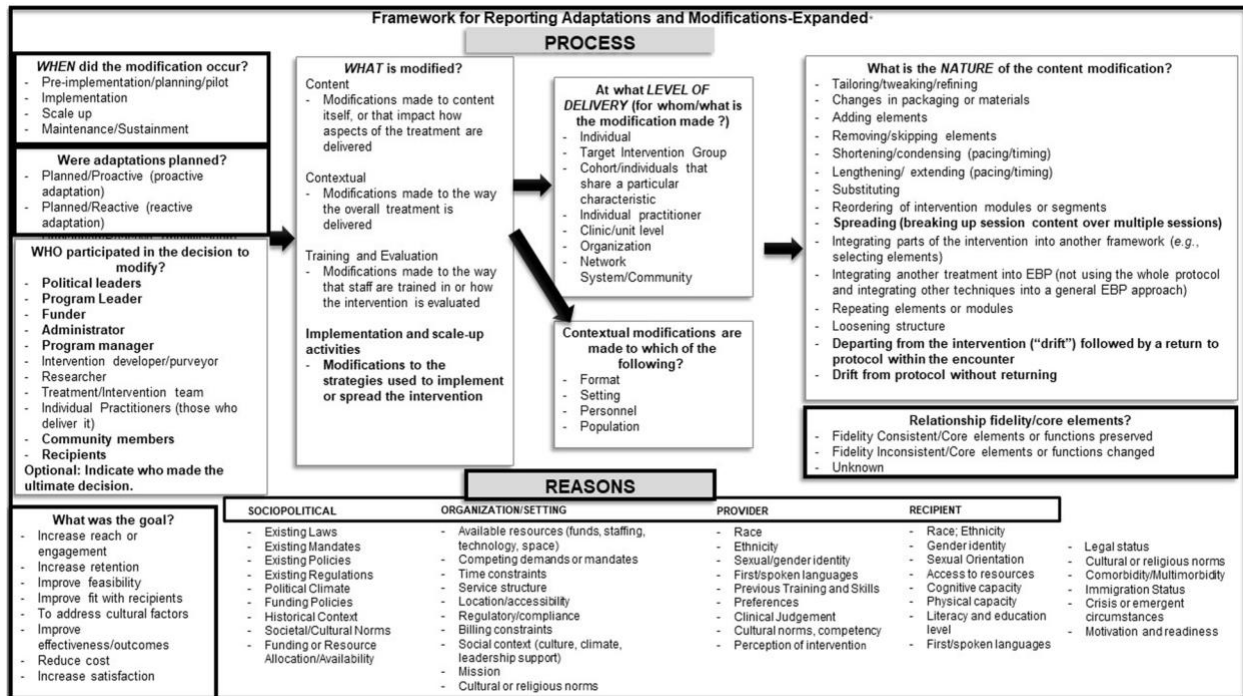 Framework for Reporting Adaptations and Modifications-Expanded
PROCESS
WHEN did the modification occur?
- Pre-implementation/planning/pilot
- Implementation
- Scale up
- Maintenance/Sustainment
Were adaptations planned?
- Planned/Proactive (proactive
adaptation)
- Planned/Reactive (reactive
adaptation)
WHO participated in the decision to
modify?
- Political leaders
- Program Leader
- Funder
- Administrator
- Program manager
- Intervention developer/purveyor
- Researcher
- Treatment/Intervention team
- Individual Practitioners (those who
deliver it)
- Community members
- Recipients
Optional: Indicate who made the
ultimate decision.
WHAT is modified?
Content
- Modifications made to content
itself, or that impact how
aspects of the treatment are
delivered
Contextual
- Modifications made to the way
the overall treatment is
delivered
Training and Evaluation
- Modifications made to the way
that staff are trained in or how
the intervention is evaluated
Implementation and scale-up
activities
- Modifications to the
strategies used to implement
or spread the intervention
At what LEVEL OF
DELIVERY (for whom/what is
the modification made ?)
- Individual
- Target Intervention Group
- Cohort/individuals that
share a particular
characteristic
- Individual practitioner
- Clinic/unit level
- Organization
- Network
System/Community
Contextual modifications are
made to which of the
following?
- Format
- Setting
- Personnel
- Population
What is the NATURE of the content modification?
- Tailoring/tweaking/refining
- Changes in packaging or materials
- Adding elements
- Removing/skipping elements
- Shortening/condensing (pacing/timing)
- Lengthening/ extending (pacing/timing)
- Substituting
- Reordering of intervention modules or segments
- Spreading (breaking up session content over multiple sessions)
- Integrating parts of the intervention into another framework (e.g.,
selecting elements)
- Integrating another treatment into EBP (not using the whole protocol
and integrating other techniques into a general EBP approach)
- Repeating elements or modules
- Loosening structure
- Departing from the intervention (“drift”) followed by a return to
protocol within the encounter
- Drift from protocol without returning
Relationship fidelity/core elements?
- Fidelity Consistent/Core elements or functions preserved
- Fidelity Inconsistent/Core elements or functions changed
- Unknown
REASONS
What was the goal?
- Increase reach or
engagement
- Increase retention
- Improve feasibility
- Improve fit with recipients
- To address cultural factors
- Improve
effectiveness/outcomes
- Reduce cost
- Increase satisfaction
SOCIOPOLITICAL
- Existing Laws
- Existing Mandates
- Existing Policies
- Existing Regulations
- Political Climate
- Funding Policies
- Historical Context
- Societal/Cultural Norms
- Funding or Resource
Allocation/Availability
ORGANIZATION/SETTING
- Available resources (funds, staffing,
technology, space)
- Competing demands or mandates
- Time constraints
- Service structure
- Location/accessibility
- Regulatory/compliance
- Billing constraints
- Social context (culture, climate,
leadership support)
- Mission
- Cultural or religious norms
PROVIDER
- Race
- Ethnicity
- Sexual/gender identity
- First/spoken languages
- Previous Training and Skills
- Preferences
- Clinical Judgement
- Cultural norms, competency
- Perception of intervention
RECIPIENT
- Race; Ethnicity
- Gender identity
- Sexual Orientation
- Access to resources
- Cognitive capacity
- Physical capacity
- Literacy and education
level
- First/spoken languages
- Legal status
- Cultural or religious norms
- Comorbidity/Multimorbidity
- Immigration Status
- Crisis or emergent
circumstances
- Motivation and readiness